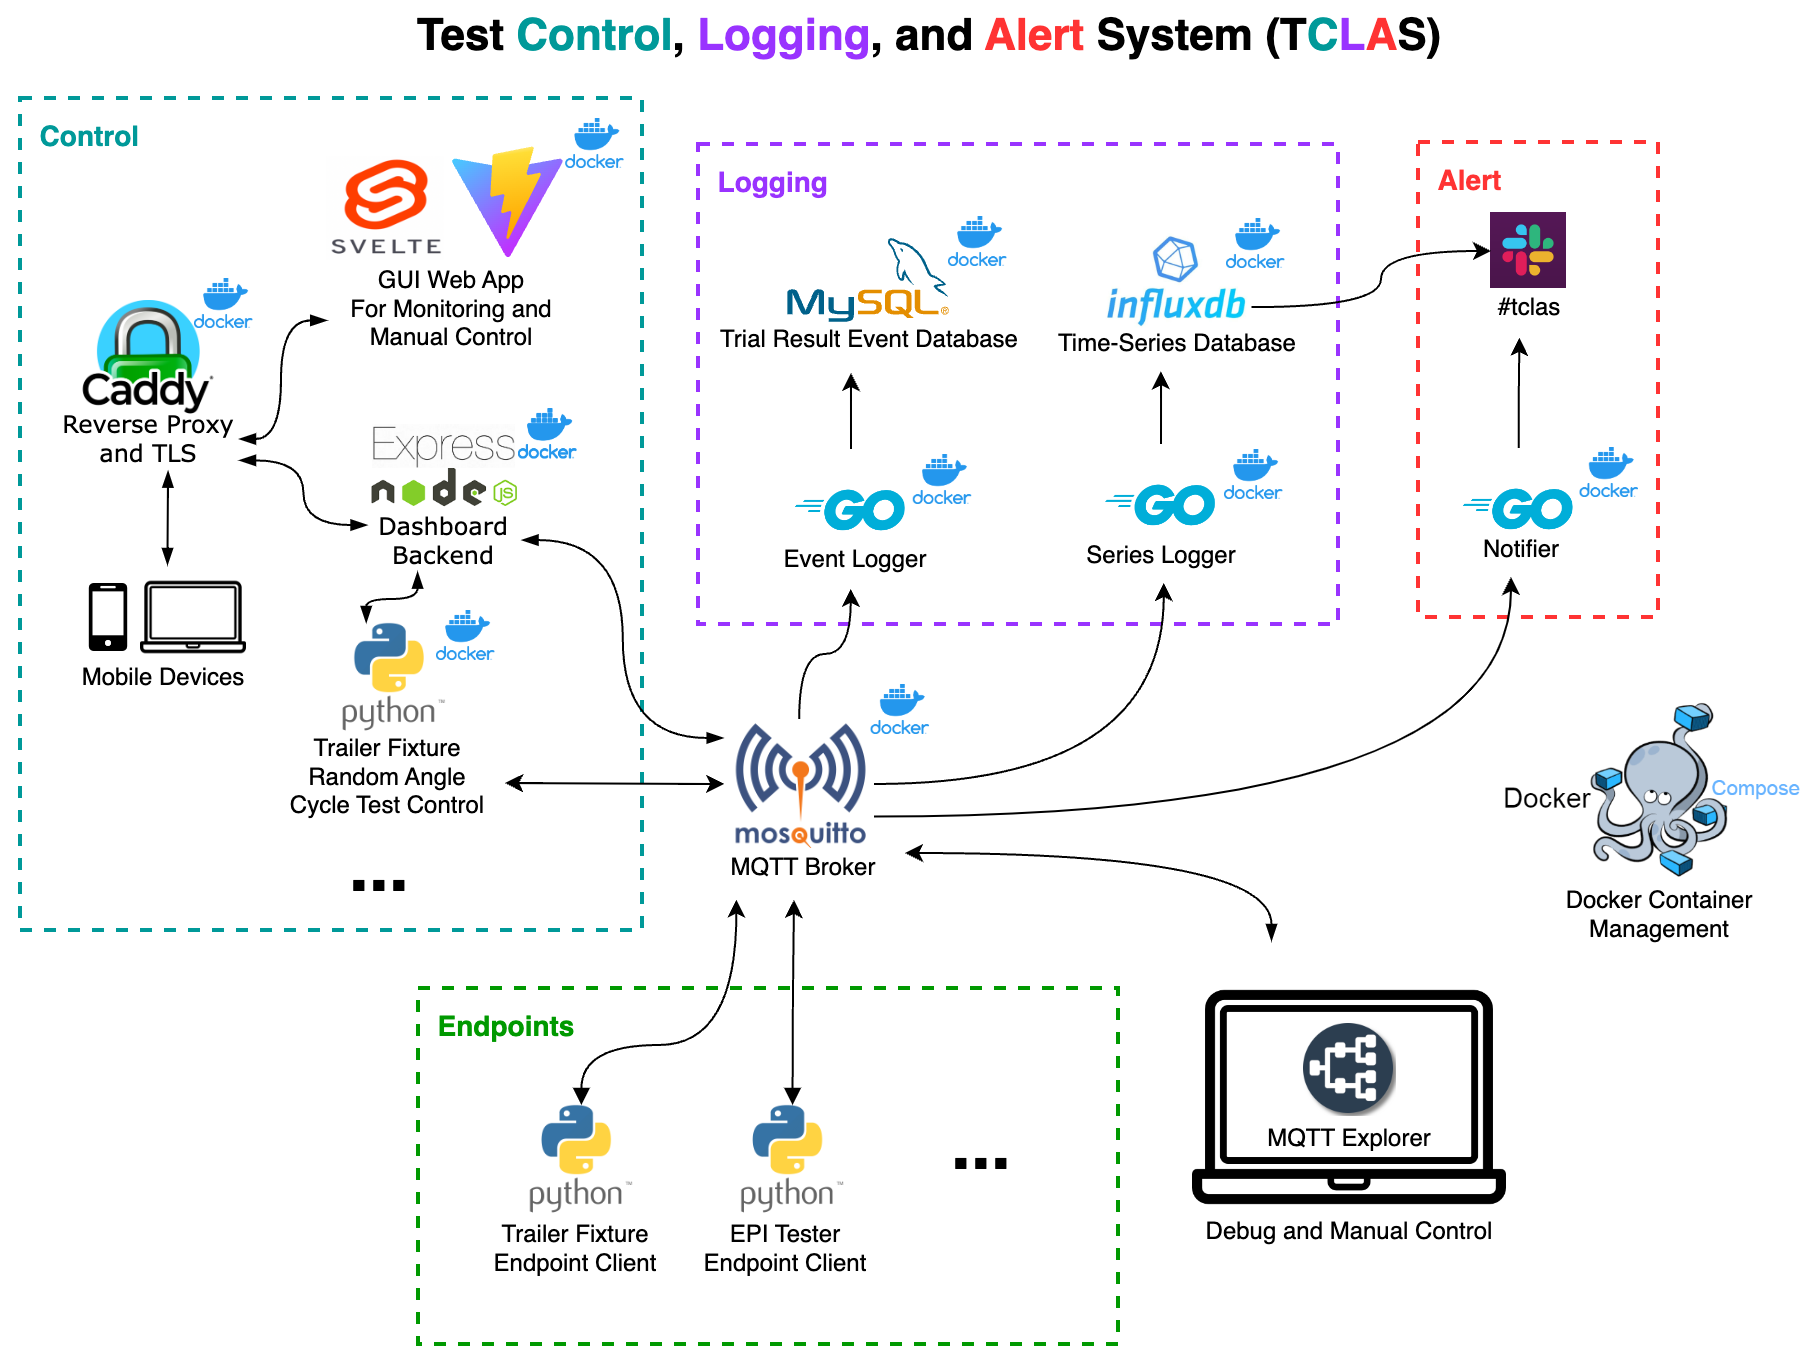 Test Control, Logging, and Alert System (TCLAS)
Control
docker
SVELTE
GUI Web App
For Monitoring and
Manual Control
docker
Caddy
Reverse Proxy
and TLS
Express
docker
node
JS
Dashboard
Backend
Mobile Devices
docker
python™
Trailer Fixture
Random Angle
Cycle Test Control
...
Logging
docker
MySQL®
Trial Result Event Database
docker
influxdb
Time-Series Database
docker
GO
Event Logger
docker
GO
Series Logger
Alert
#tclas
docker
GO
Notifier
docker
mosquitto
MQTT Broker
Docker
Compose
Docker Container
Management
Endpoints
python™
Trailer Fixture
Endpoint Client
python™
EPI Tester
Endpoint Client
...
MQTT Explorer
Debug and Manual Control